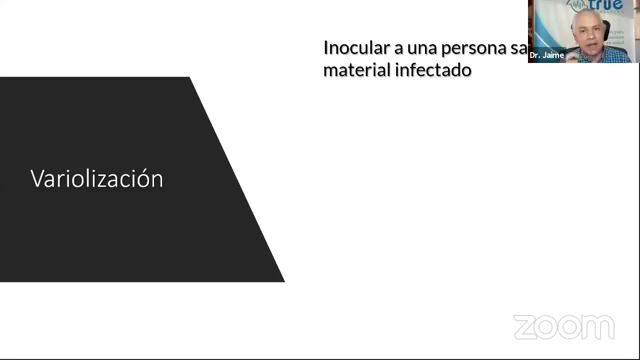 true
Inocular a una persona sa
material infectado
Dr. Jaime
Variolización
zoom